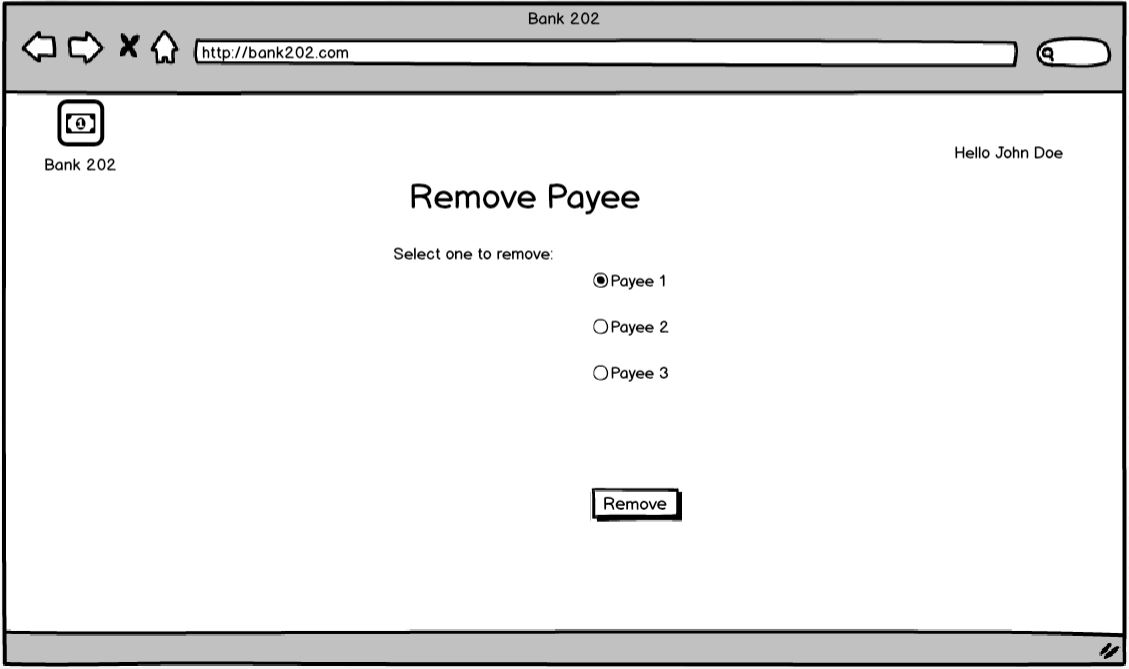 Bank 202
http://bank202.com
1
Bank 202
Hello John Doe
Remove Payee
Select one to remove:
Payee 1
Payee 2
Payee 3
Remove